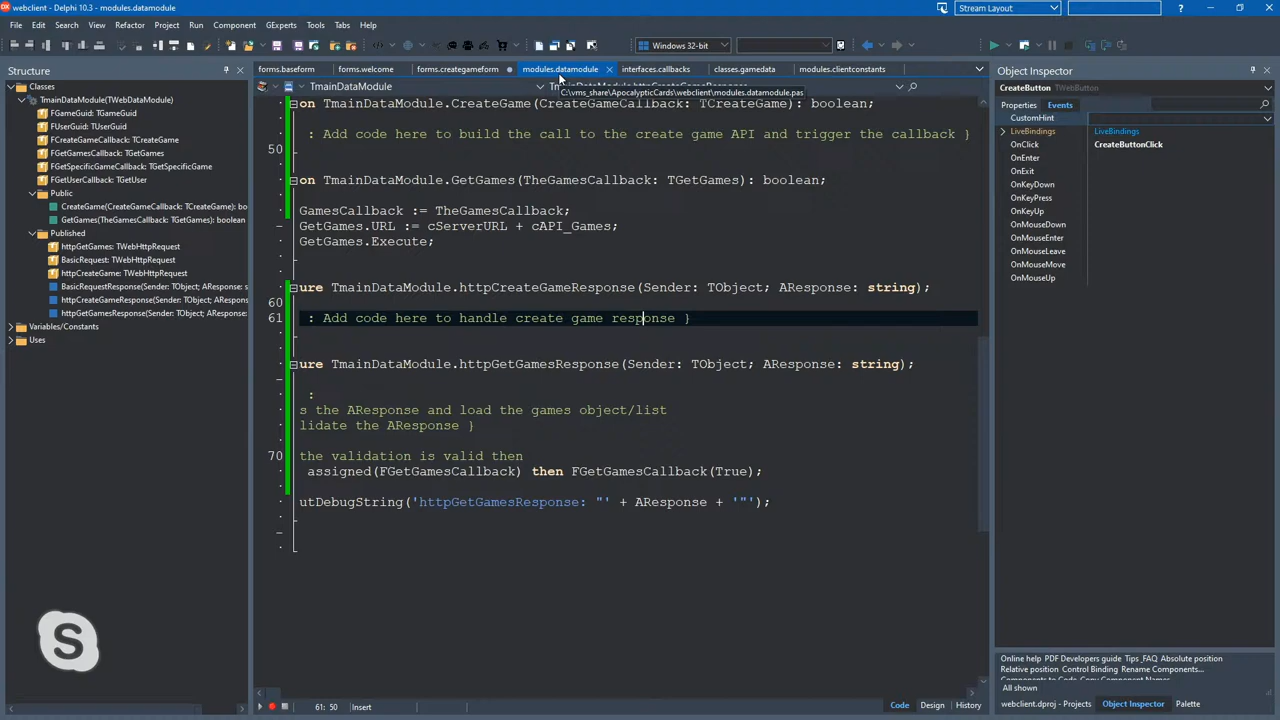 webclient - Delphi 10.3 - modules.datamodule
Stream Layout
File Edit Search View Refactor Project Run Component GExperts Tools Tabs Help
Windows 32-bit
Structure
Classes
TmainDataModule(TWebDataModule)
FGameGuid: TGameGuid
FUserGuid: TUserGuid
FCreateGameCallback: TCreateGame
FGetGamesCallback: TGetGames
FGetSpecificGameCallback: TGetSpecificGame
FGetUserCallback: TGetUser
Public
CreateGame(CreateGameCallback: TCreateGame): bo
GetGames(TheGamesCallback: TGetGames): boolean
Published
httpGetGames: TWebHttpRequest
BasicRequest: TWebHttpRequest
httpCreateGame: TWebHttpRequest
BasicRequestResponse(Sender: TObject; AResponse: s
httpCreateGameResponse(Sender: TObject; ARespons
httpGetGamesResponse(Sender: TObject; AResponse:
Variables/Constants
Uses
forms.baseform forms.welcome forms.creategameform modules.datamodule interfaces.callbacks classes.gamedata modules.clientconstants
TmainDataModule
C:\vms_share\ApocalypticCards\webclient\modules.datamodule.pas
on TmainDataModule.CreateGame(CreateGameCallback: TCreateGame): boolean;
: Add code here to build the call to the create game API and trigger the callback }
50
on TmainDataModule.GetGames(TheGamesCallback: TGetGames): boolean;
GamesCallback := TheGamesCallback;
GetGames.URL := cServerURL + cAPI_Games;
GetGames.Execute;
ure TmainDataModule.httpCreateGameResponse(Sender: TObject; AResponse: string);
60
61 : Add code here to handle create game response }
ure TmainDataModule.httpGetGamesResponse(Sender: TObject; AResponse: string);
:
s the AResponse and load the games object/list
lidate the AResponse }
70 the validation is valid then
assigned(FGetGamesCallback) then FGetGamesCallback(True);
utDebugString('httpGetGamesResponse: "' + AResponse + '"');
61: 50 Insert
Code Design History
Object Inspector
CreateButton TWebButton
Properties Events
CustomHint
LiveBindings LiveBindings
OnClick CreateButtonClick
OnEnter
OnExit
OnKeyDown
OnKeyPress
OnKeyUp
OnMouseDown
OnMouseEnter
OnMouseLeave
OnMouseMove
OnMouseUp
Online help PDF Developers guide Tips ,FAQ Absolute position
Relative position Control Binding Rename Components...
Components to Code Copy Component Names
All shown
webclient.dproj - Projects Object Inspector Palette
S